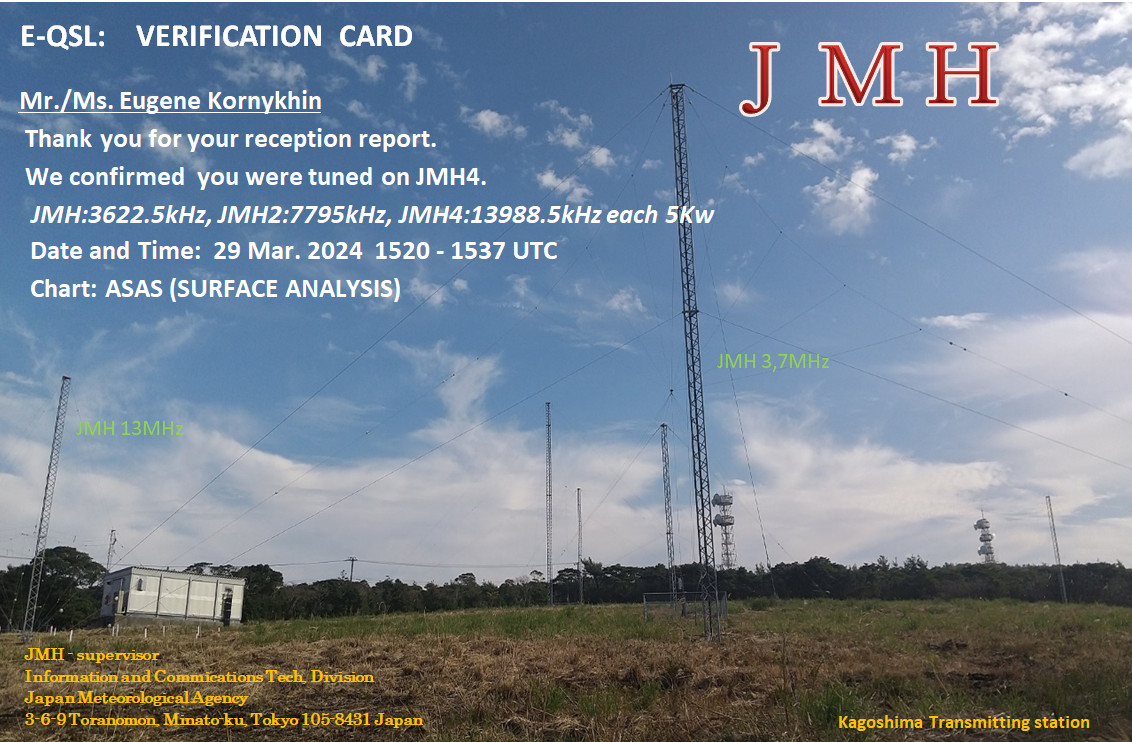 E-QSL: VERIFICATION CARD
J M H
Mr./Ms. Eugene Kornykhin
Thank you for your reception report.
We confirmed you were tuned on JMH4.
JMH:3622.5kHz, JMH2:7795kHz, JMH4:13988.5kHz each 5Kw
Date and Time: 29 Mar. 2024 1520 - 1537 UTC
Chart: ASAS (SURFACE ANALYSIS)
JMH 3,7MHz
JMH 13MHz
JMH - supervisor
Information and Commications Tech. Division
Japan Meteorological Agency
3-6-9 Toranomon, Minato-ku, Tokyo 105-8431 Japan
Kagoshima Transmitting station